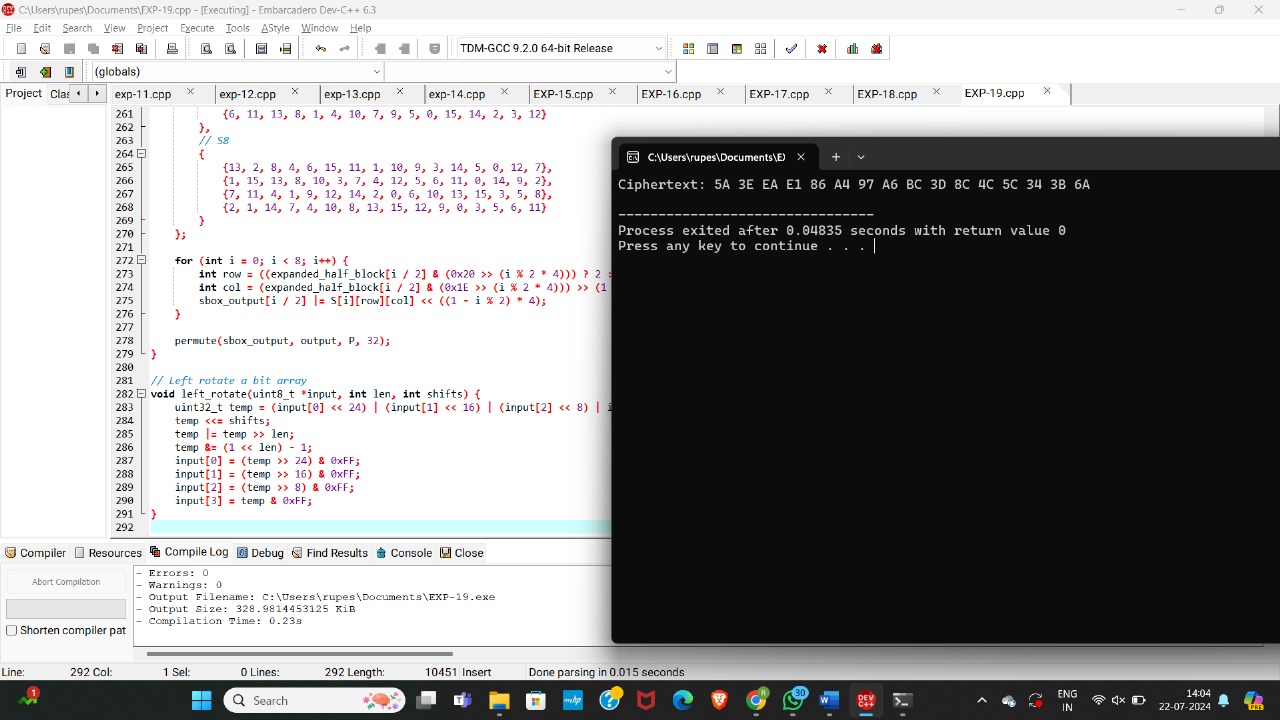 C:\Users\rupes\Documents\EXP-19.cpp - [Executing] - Embarcadero Dev-C++ 6.3
File Edit Search View Project Execute Tools AStyle Window Help
TDM-GCC 9.2.0 64-bit Release
(globals)
Project Clas exp-11.cpp exp-12.cpp exp-13.cpp exp-14.cpp EXP-15.cpp EXP-16.cpp EXP-17.cpp EXP-18.cpp EXP-19.cpp
261 {6, 11, 13, 8, 1, 4, 10, 7, 9, 5, 0, 15, 14, 2, 3, 12}
262 },
263 // S8
264 {
265 {13, 2, 8, 4, 6, 15, 11, 1, 10, 9, 3, 14, 5, 0, 12, 7},
266 {1, 15, 13, 8, 10, 3, 7, 4, 12, 5, 6, 11, 0, 14, 9, 2},
267 {7, 11, 4, 1, 9, 12, 14, 2, 0, 6, 10, 13, 15, 3, 5, 8},
268 {2, 1, 14, 7, 4, 10, 8, 13, 15, 12, 9, 0, 3, 5, 6, 11}
269 }
270 };
271
272 for (int i = 0; i < 8; i++) {
273 int row = ((expanded_half_block[i / 2] & (0x20 >> (i % 2 * 4))) ? 2 :
274 int col = (expanded_half_block[i / 2] & (0x1E >> (i % 2 * 4))) >> (1
275 sbox_output[i / 2] |= S[i][row][col] << ((1 - i % 2) * 4);
276 }
277
278 permute(sbox_output, output, P, 32);
279 }
280
281 // Left rotate a bit array
282 void left_rotate(uint8_t *input, int len, int shifts) {
283 uint32_t temp = (input[0] << 24) | (input[1] << 16) | (input[2] << 8) | i
284 temp <<= shifts;
285 temp |= temp >> len;
286 temp &= (1 << len) - 1;
287 input[0] = (temp >> 24) & 0xFF;
288 input[1] = (temp >> 16) & 0xFF;
289 input[2] = (temp >> 8) & 0xFF;
290 input[3] = temp & 0xFF;
291 }
292
C:\Users\rupes\Documents\E)
Ciphertext: 5A 3E EA E1 86 A4 97 A6 BC 3D 8C 4C 5C 34 3B 6A
--------------------------------
Process exited after 0.04835 seconds with return value 0
Press any key to continue . . .
Compiler Resources Compile Log Debug Find Results Console Close
Abort Compilation
Shorten compiler pat
- Errors: 0
- Warnings: 0
- Output Filename: C:\Users\rupes\Documents\EXP-19.exe
- Output Size: 328.9814453125 KiB
- Compilation Time: 0.23s
Line: 292 Col: 1 Sel: 0 Lines: 292 Length: 10451 Insert Done parsing in 0.015 seconds
1 Search 30 ENG
IN 14:04
22-07-2024